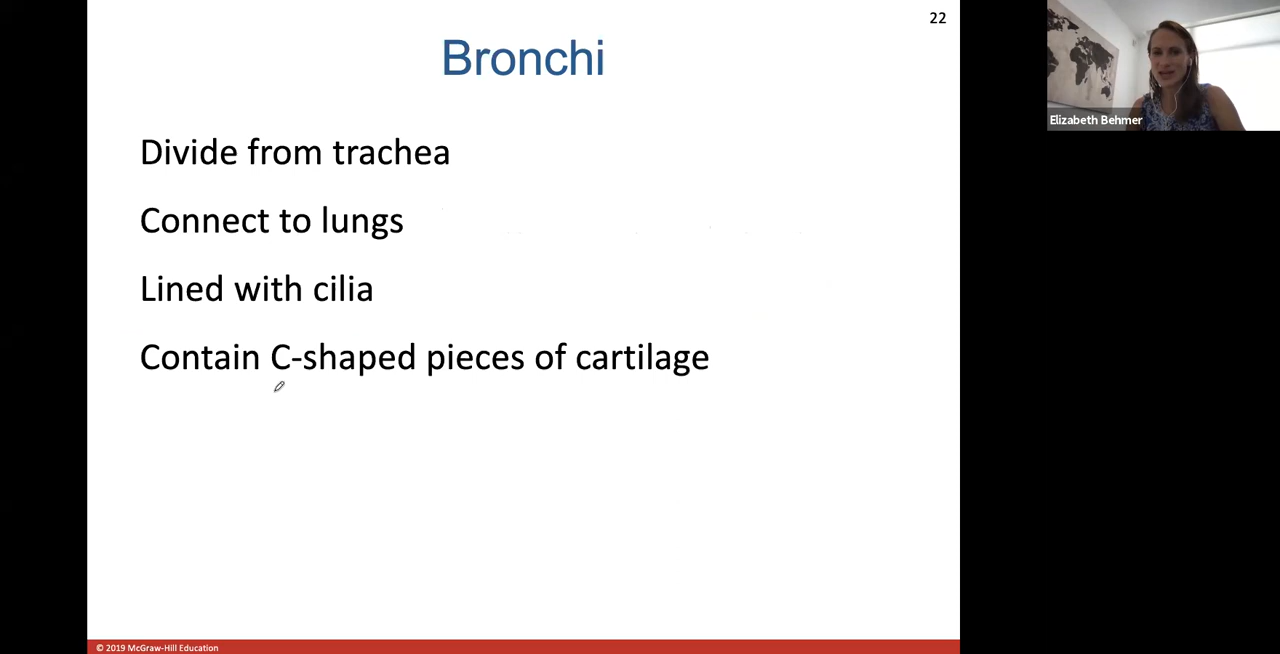 22
Bronchi
Elizabeth Behmer
Divide from trachea
Connect to lungs
Lined with cilia
Contain C-shaped pieces of cartilage
© 2019 McGraw-Hill Education